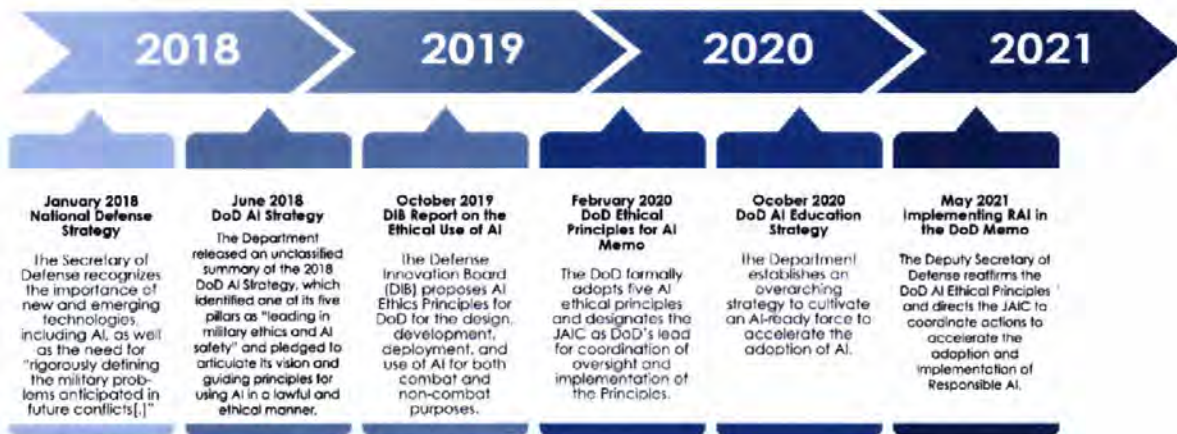 2018
2019
2020
2021
January 2018
National Defense
Strategy
The Secretary of
Defense recognizes
the importance of
new and emerging
technologies,
including AI, as well
as the need for
"rigorously defining
the military prob-
lems anticipated in
future conflicts[.]"
June 2018
DoD AI Strategy
The Department
released an unclassified
summary of the 2018
DoD AI Strategy, which
identified one of its five
pillars as "leading in
military ethics and AI
safety" and pledged to
articulate its vision and
guiding principles for
using AI in a lawful and
ethical manner.
October 2019
DIB Report on the
Ethical Use of AI
The Defense
Innovation Board
(DIB) proposes AI
Ethics Principles for
DoD for the design,
development,
deployment, and
use of AI for both
combat and
non-combat
purposes.
February 2020
DoD Ethical
Principles for AI
Memo
The DoD formally
adopts five AI
ethical principles
and designates the
JAIC as DoD's lead
for coordination of
oversight and
implementation of
the Principles.
Ocober 2020
DoD AI Education
Strategy
The Department
establishes an
overarching
strategy to cultivate
an AI-ready force to
accelerate the
adoption of AI.
May 2021
Implementing RAI in
the DoD Memo
The Deputy Secretary of
Defense reaffirms the
DoD AI Ethical Principles
and directs the JAIC to
coordinate actions to
accelerate the
adoption and
implementation of
Responsible AI.